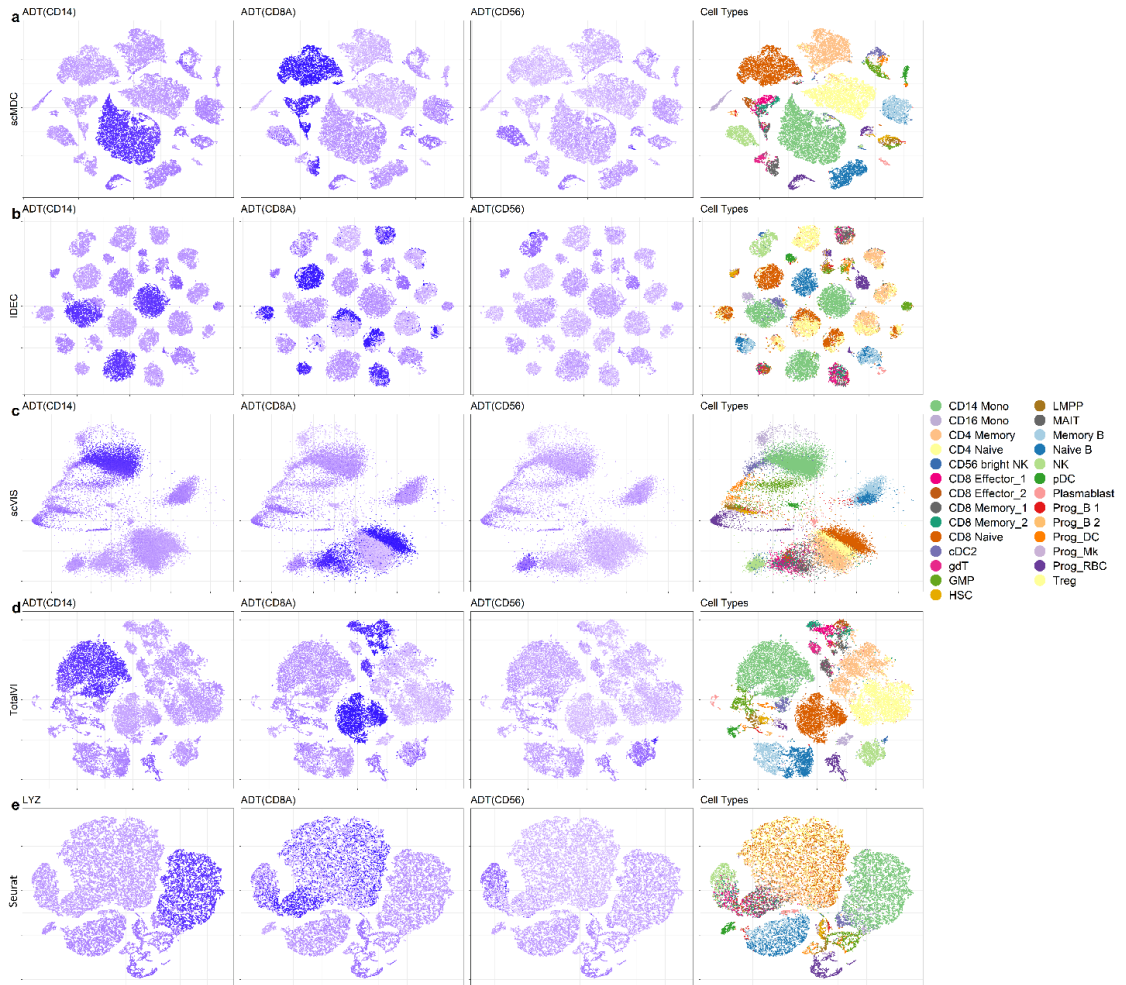 a
ADT(CD14)
ADT(CD8A)
ADT(CD56)
Cell Types
scMDC
b
ADT(CD14)
ADT(CD8A)
ADT(CD56)
Cell Types
IDEC
c
ADT(CD14)
ADT(CD8A)
ADT(CD56)
Cell Types
scVIS
CD14 Mono
CD16 Mono
CD4 Memory
CD4 Naive
CD56 bright NK
CD8 Effector_1
CD8 Effector_2
CD8 Memory_1
CD8 Memory_2
CD8 Naive
cDC2
gdT
GMP
HSC
LMPP
MAIT
Memory B
Naive B
NK
pDC
Plasmablast
Prog_B 1
Prog_B 2
Prog_DC
Prog_Mk
Prog_RBC
Treg
d
ADT(CD14)
ADT(CD8A)
ADT(CD56)
Cell Types
TotalVI
e
LYZ
ADT(CD8A)
ADT(CD56)
Cell Types
Seurat